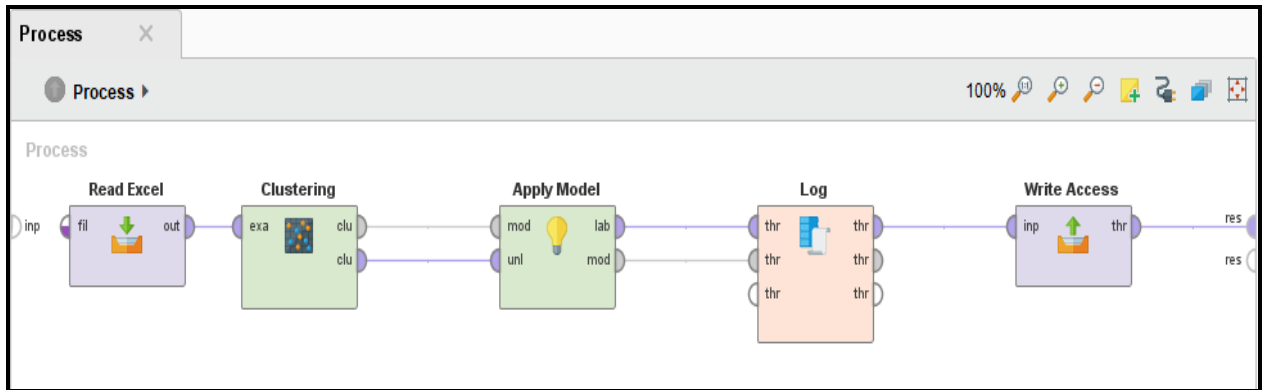 Process
Process
100%
Process
Read Excel Clustering Apply Model Log Write Access
inp fil out exa clu mod lab thr thr inp thr res
clu unl mod thr thr res
thr thr